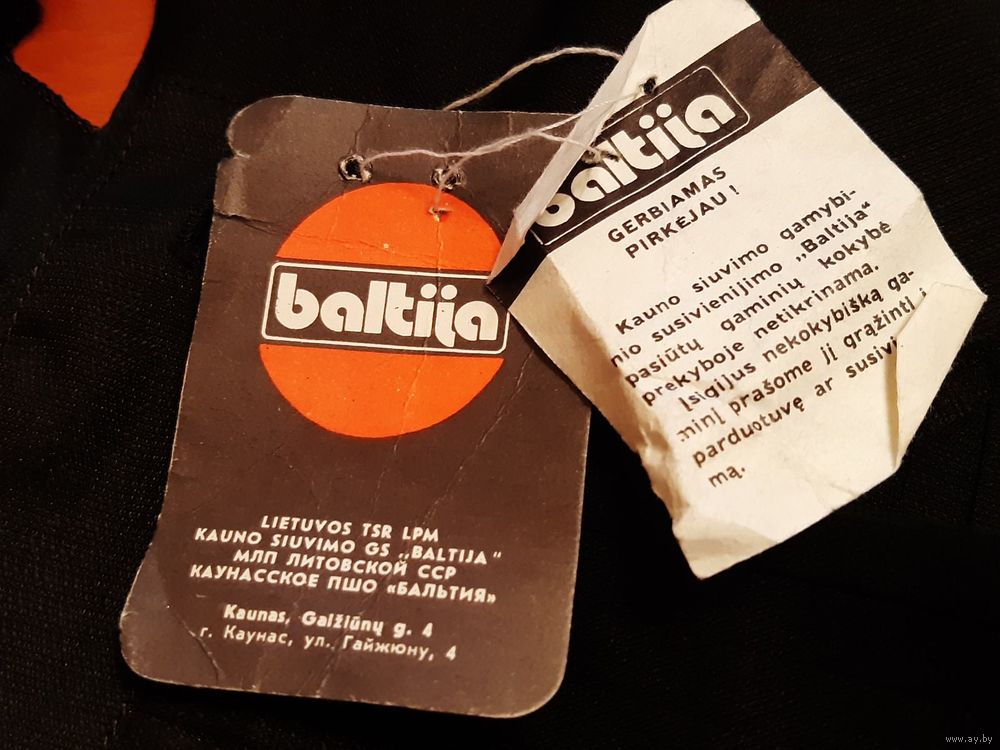 baltija
LIETUVOS TSR LPM
KAUNO SIUVIMO GS „BALTIJA"
МЛП ЛИТОВСКОЙ ССР
КАУНАССКОЕ ПШО «БАЛЬТИЯ»
Kaunas, Gaižiūnų g. 4
г. Каунас, ул. Гайжюну, 4
baltija
GERBIAMAS
PIRKĖJAU!
Kauno siuvimo gamybi-
nio susivienijimo „Baltija“
pasiūtų gaminių kokybė
prekyboje netikrinama.
Įsigijus nekokybišką ga-
minį prašome jį grąžinti į
parduotuvę ar susivi
mą.
www.ay.by